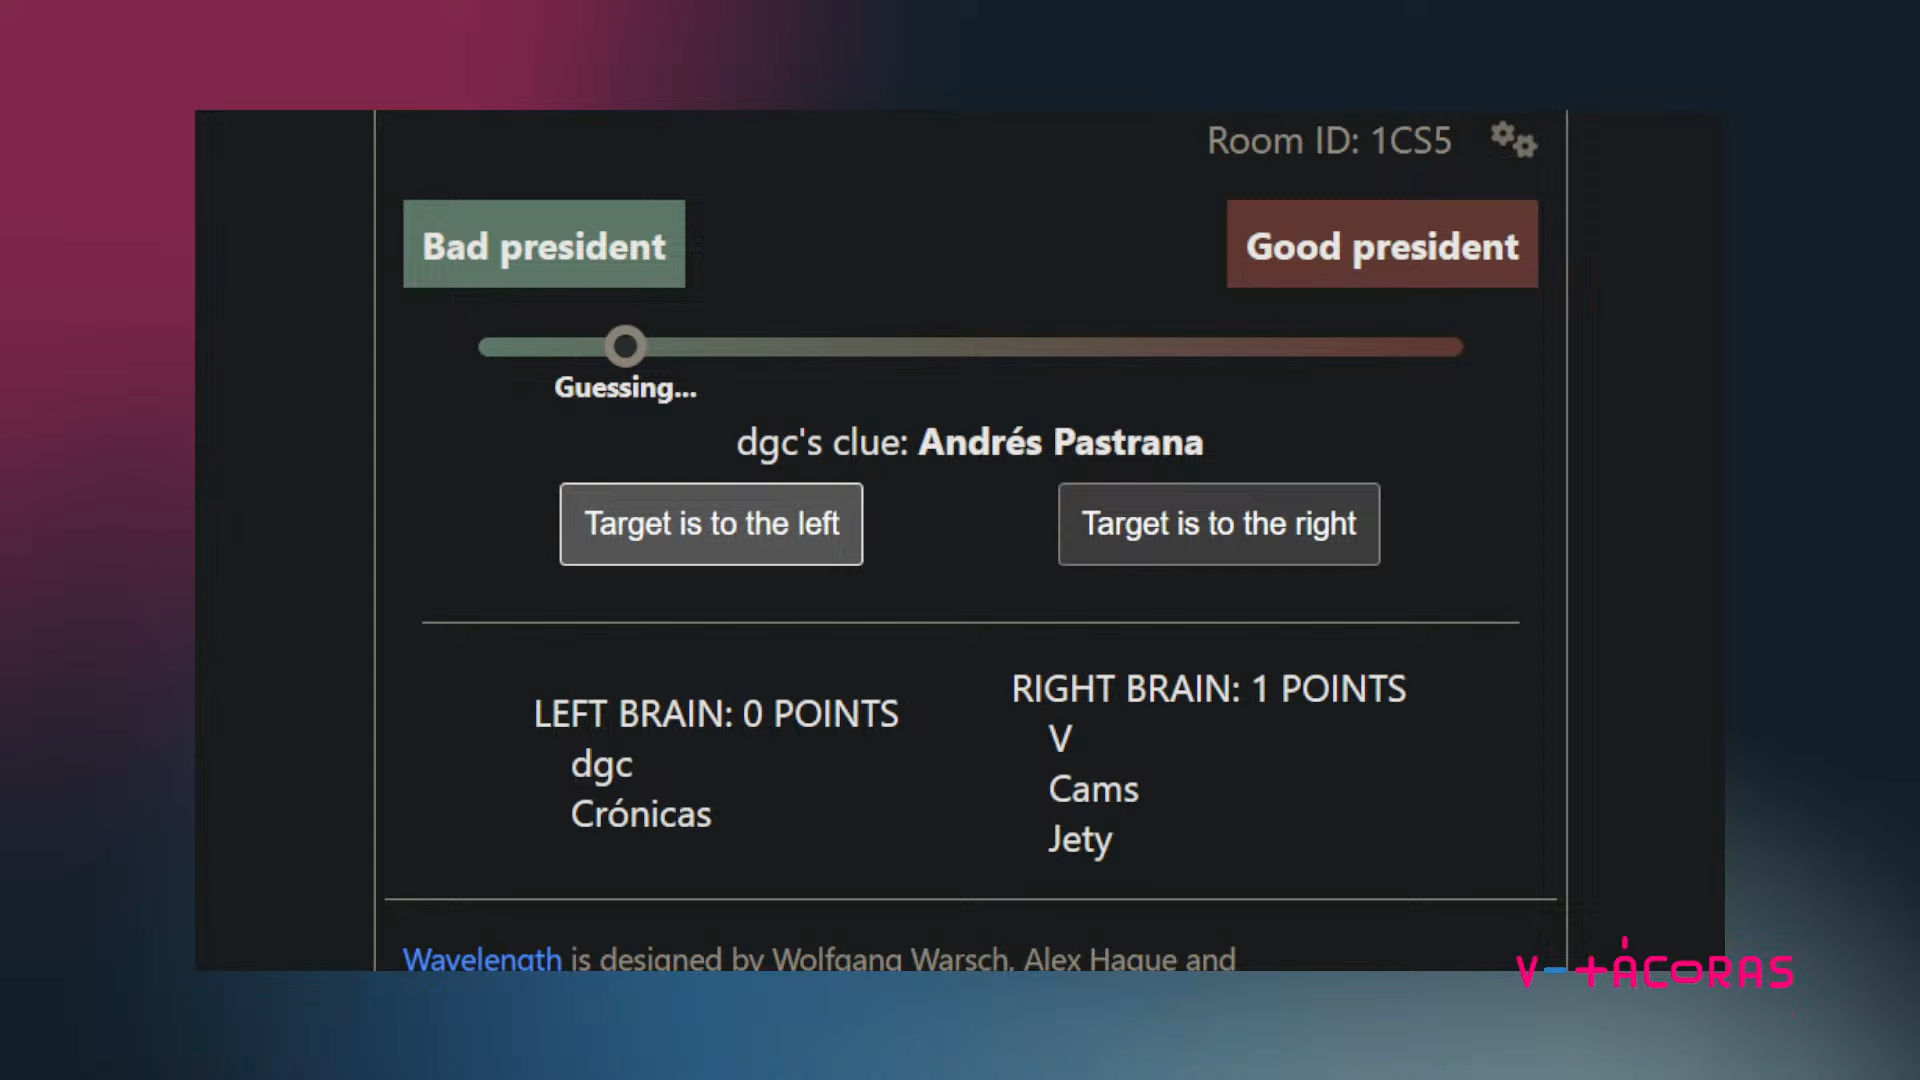 Room ID: 1CS5
Bad president
Good president
Guessing...
dgc's clue: Andrés Pastrana
Target is to the left
Target is to the right
LEFT BRAIN: 0 POINTS
dgc
Crónicas
RIGHT BRAIN: 1 POINTS
V
Cams
Jety
Wavelength is designed by Wolfgang Warsch, Alex Hague and
V-TÁCORAS